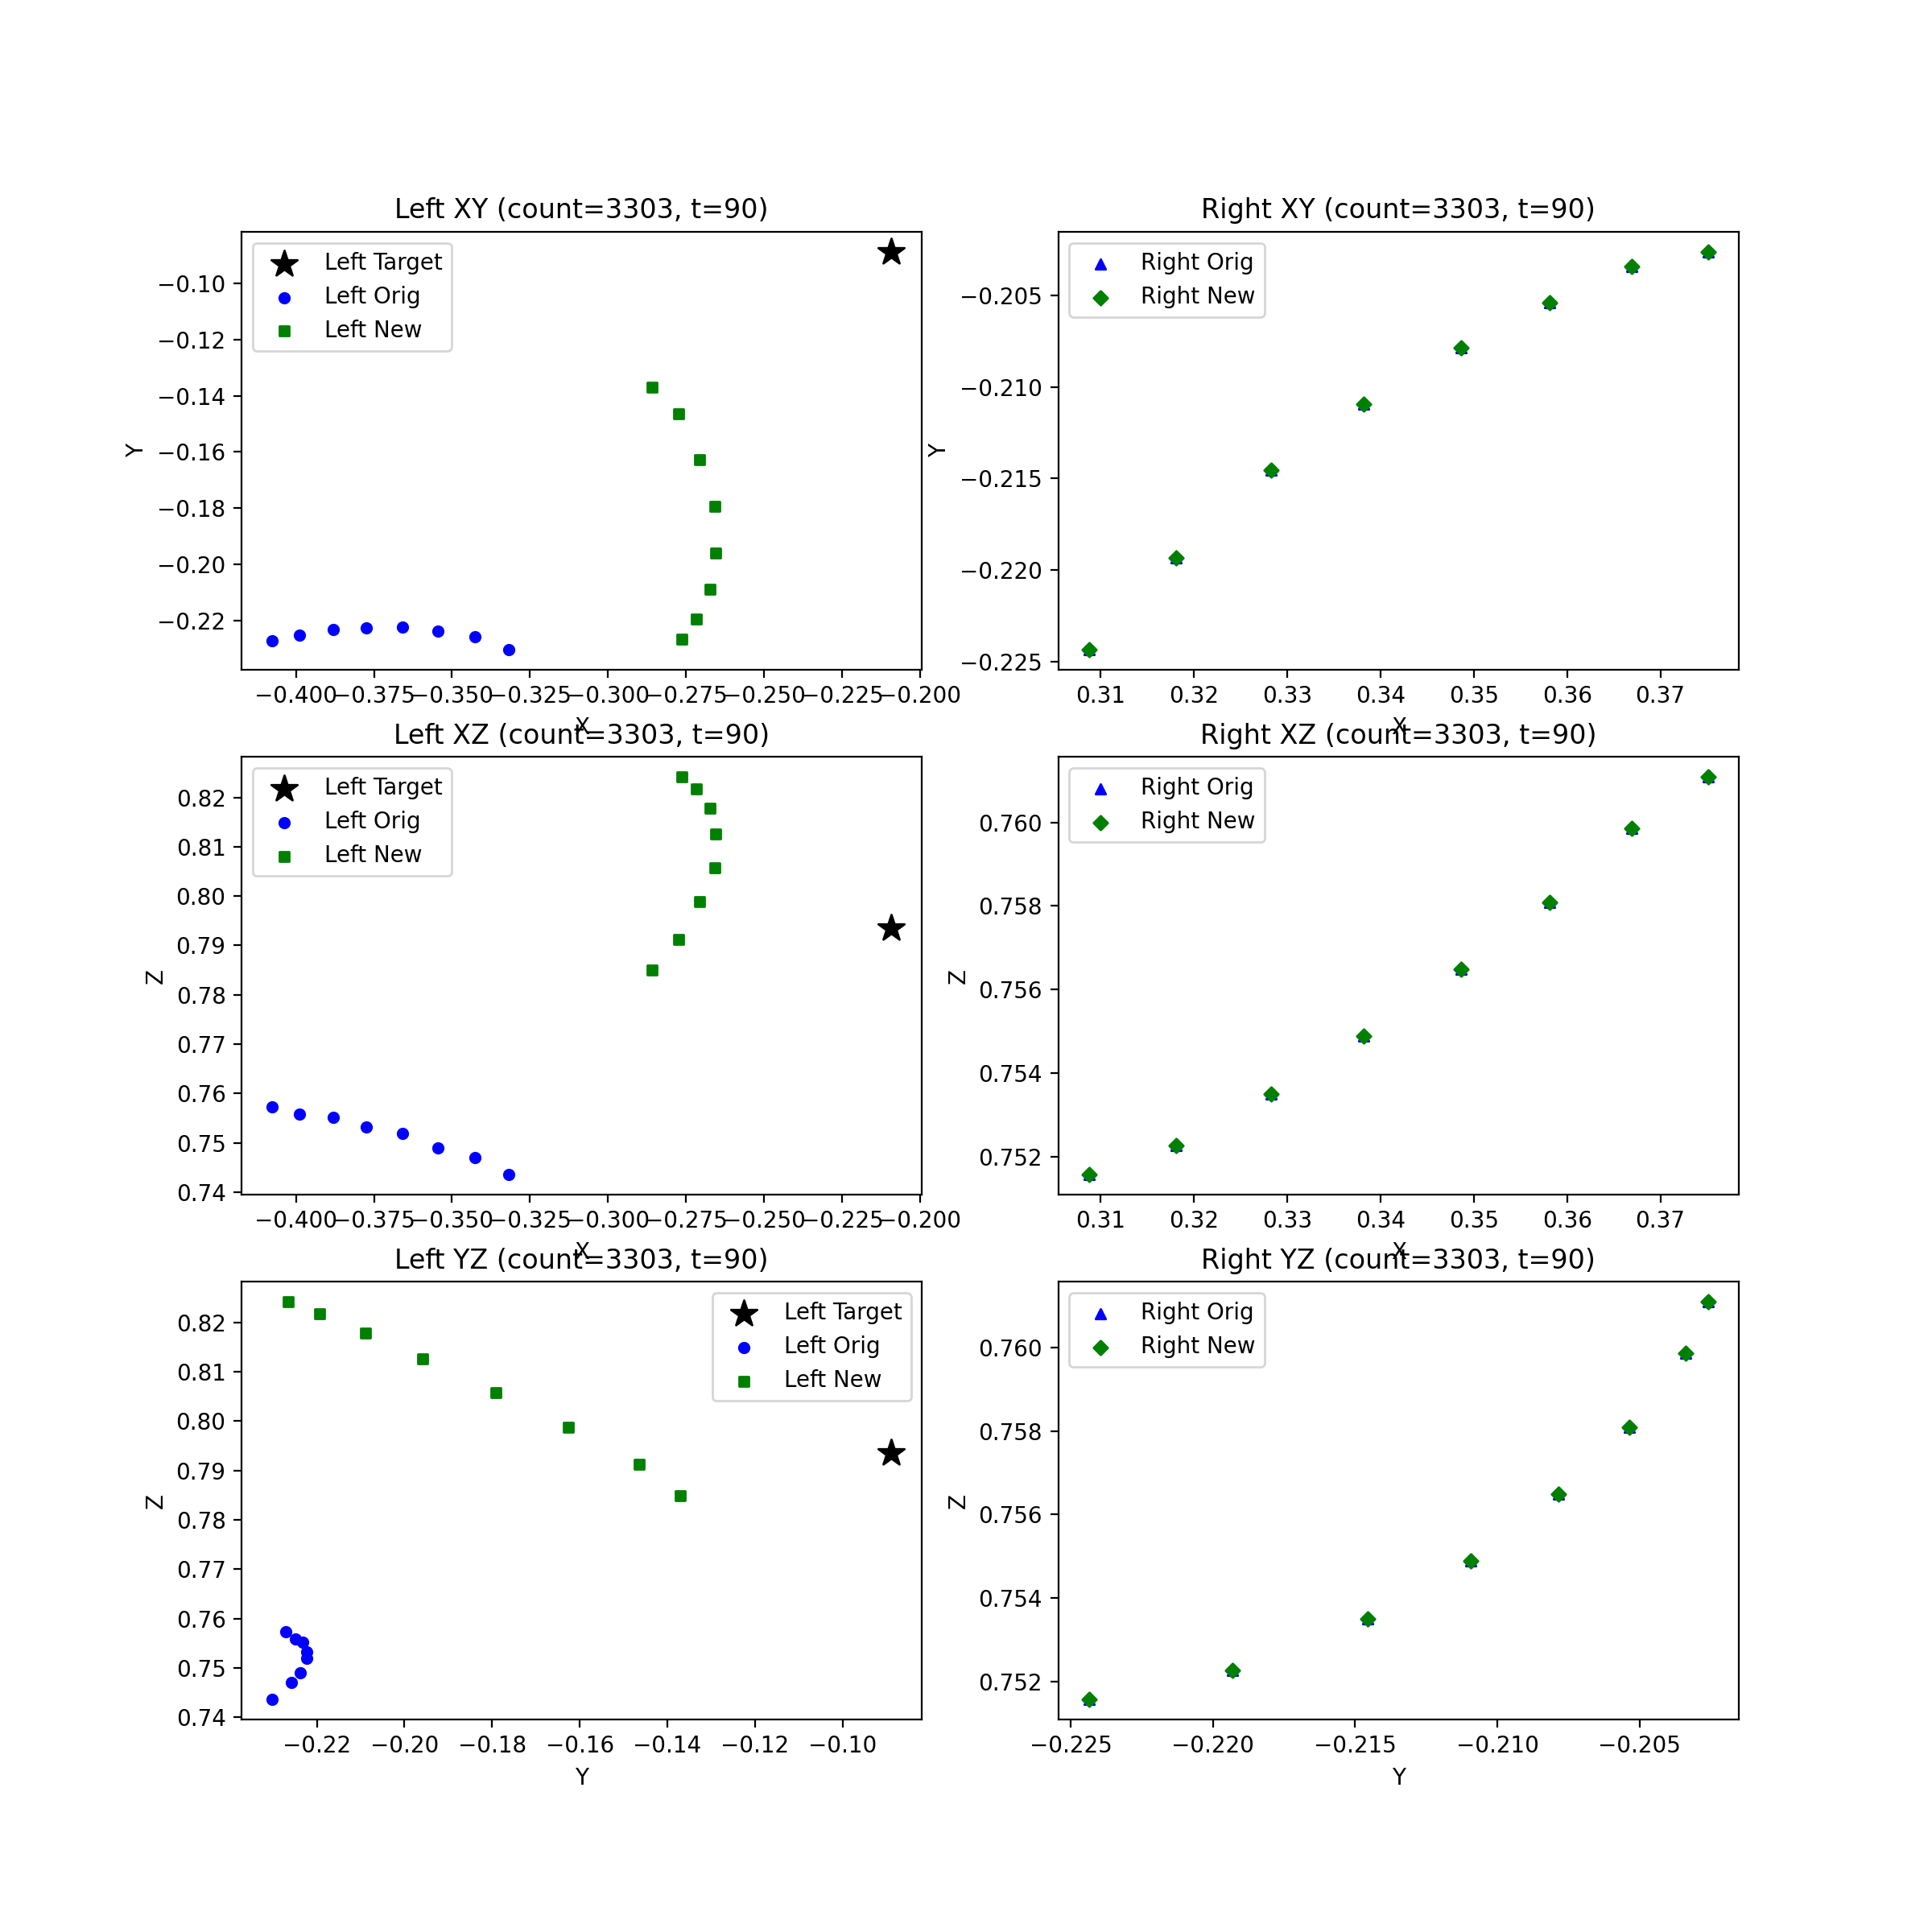 Left XY (count=3303, t=90)
Left Target
Left Orig
Left New
−0.10
−0.12
−0.14
−0.16
−0.18
−0.20
−0.22
Y
−0.400 −0.375 −0.350 −0.325 −0.300 −0.275 −0.250 −0.225 −0.200
X
Right XY (count=3303, t=90)
Right Orig
Right New
−0.205
−0.210
−0.215
−0.220
−0.225
Y
0.31 0.32 0.33 0.34 0.35 0.36 0.37
X
Left XZ (count=3303, t=90)
Left Target
Left Orig
Left New
0.82
0.81
0.80
0.79
0.78
0.77
0.76
0.75
0.74
Z
−0.400 −0.375 −0.350 −0.325 −0.300 −0.275 −0.250 −0.225 −0.200
X
Right XZ (count=3303, t=90)
Right Orig
Right New
0.760
0.758
0.756
0.754
0.752
Z
0.31 0.32 0.33 0.34 0.35 0.36 0.37
X
Left YZ (count=3303, t=90)
Left Target
Left Orig
Left New
0.82
0.81
0.80
0.79
0.78
0.77
0.76
0.75
0.74
Z
−0.22 −0.20 −0.18 −0.16 −0.14 −0.12 −0.10
Y
Right YZ (count=3303, t=90)
Right Orig
Right New
0.760
0.758
0.756
0.754
0.752
Z
−0.225 −0.220 −0.215 −0.210 −0.205
Y